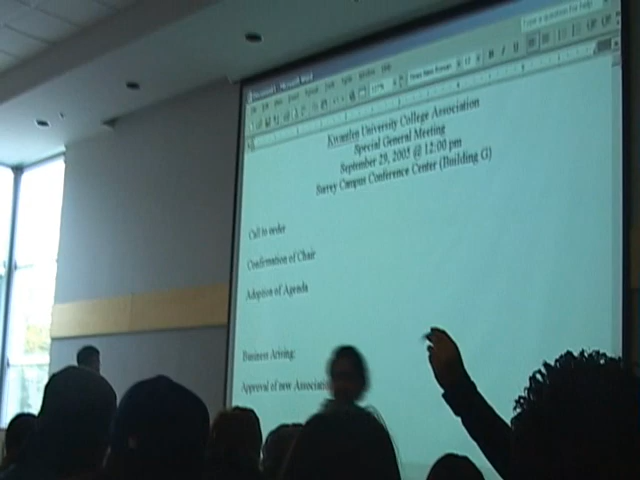 Kwantlen University College Association
Special General Meeting
September 29, 2005 @ 12:00 pm
Surrey Campus Conference Center (Building G)
Call to order
Confirmation of Chair
Adoption of Agenda
Business Arising:
Approval of new Associatio